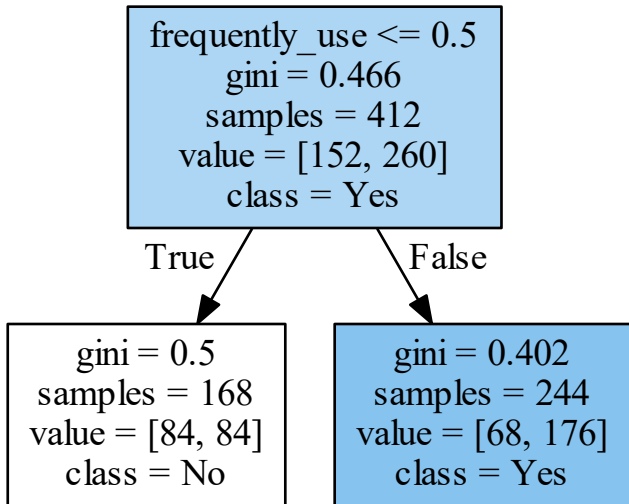 frequently_use <= 0.5
gini = 0.466
samples = 412
value = [152, 260]
class = Yes
True
False
gini = 0.5
samples = 168
value = [84, 84]
class = No
gini = 0.402
samples = 244
value = [68, 176]
class = Yes